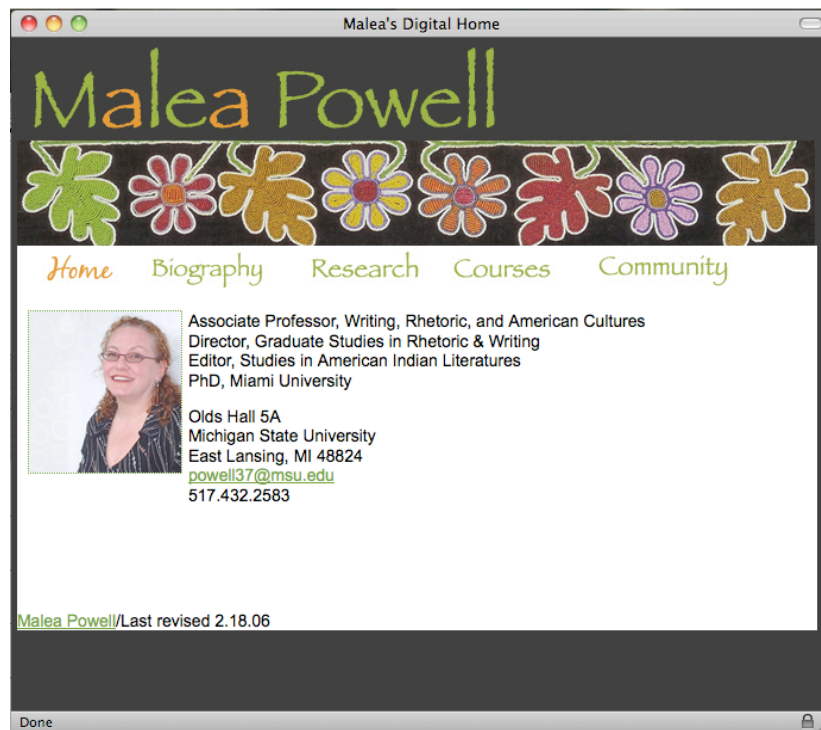 Malea's Digital Home
Malea Powell
Home Biography Research Courses Community
Associate Professor, Writing, Rhetoric, and American Cultures
Director, Graduate Studies in Rhetoric & Writing
Editor, Studies in American Indian Literatures
PhD, Miami University
Olds Hall 5A
Michigan State University
East Lansing, MI 48824
powell37@msu.edu
517.432.2583
Malea Powell/Last revised 2.18.06
Done